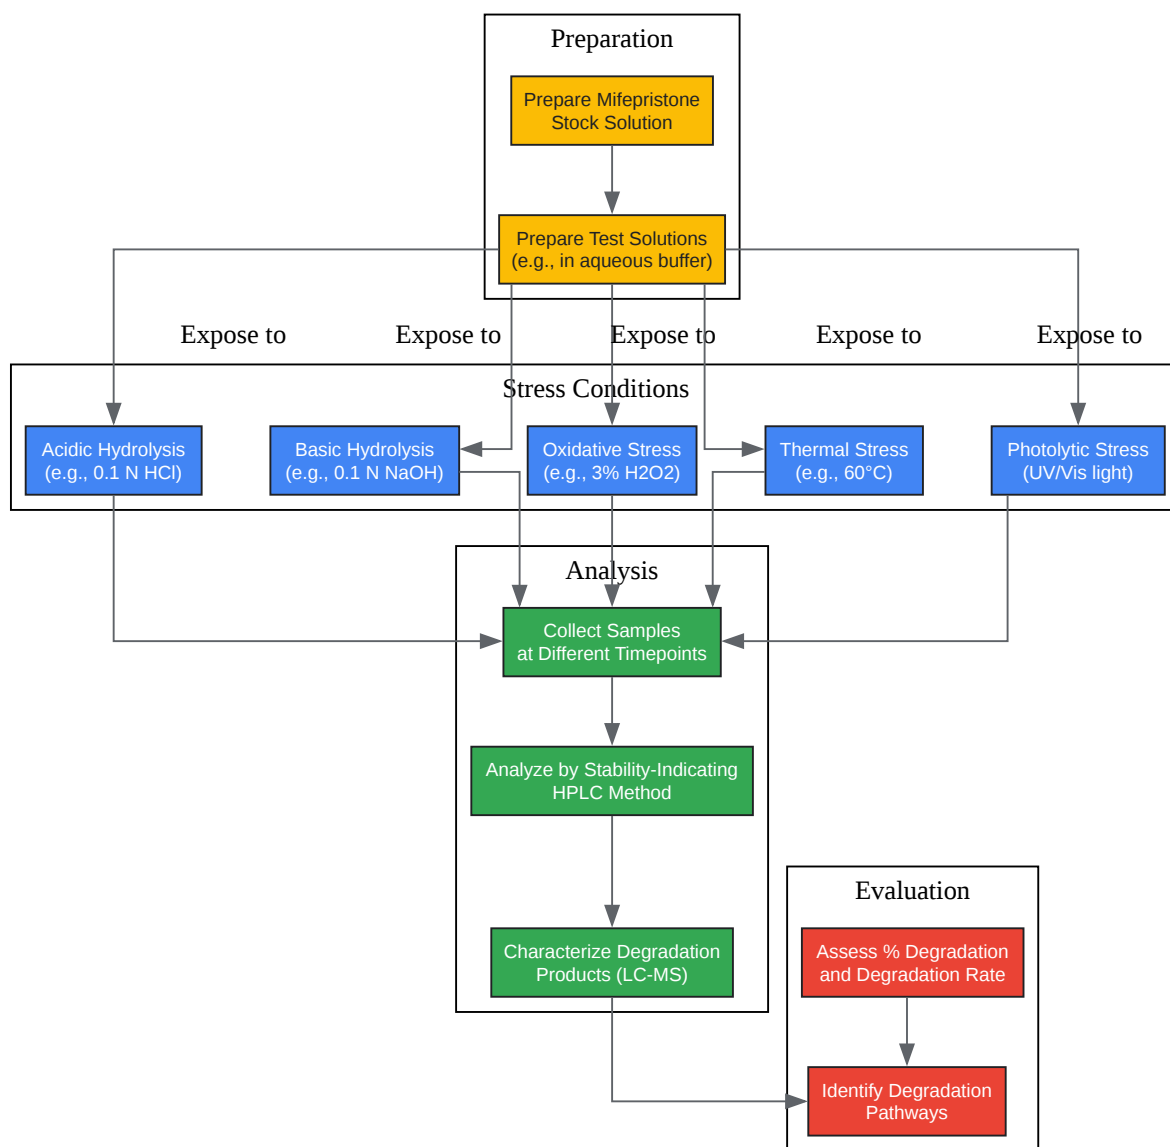 Preparation
Prepare Mifepristone
Stock Solution
Prepare Test Solutions
(e.g., in aqueous buffer)
Expose to
Expose to
Expose to
Expose to
Expose to
Stress Conditions
Acidic Hydrolysis
(e.g., 0.1 N HCl)
Basic Hydrolysis
(e.g., 0.1 N NaOH)
Oxidative Stress
(e.g., 3% H2O2)
Thermal Stress
(e.g., 60°C)
Photolytic Stress
(UV/Vis light)
Analysis
Collect Samples
at Different Timepoints
Analyze by Stability-Indicating
HPLC Method
Characterize Degradation
Products (LC-MS)
Evaluation
Assess % Degradation
and Degradation Rate
Identify Degradation
Pathways